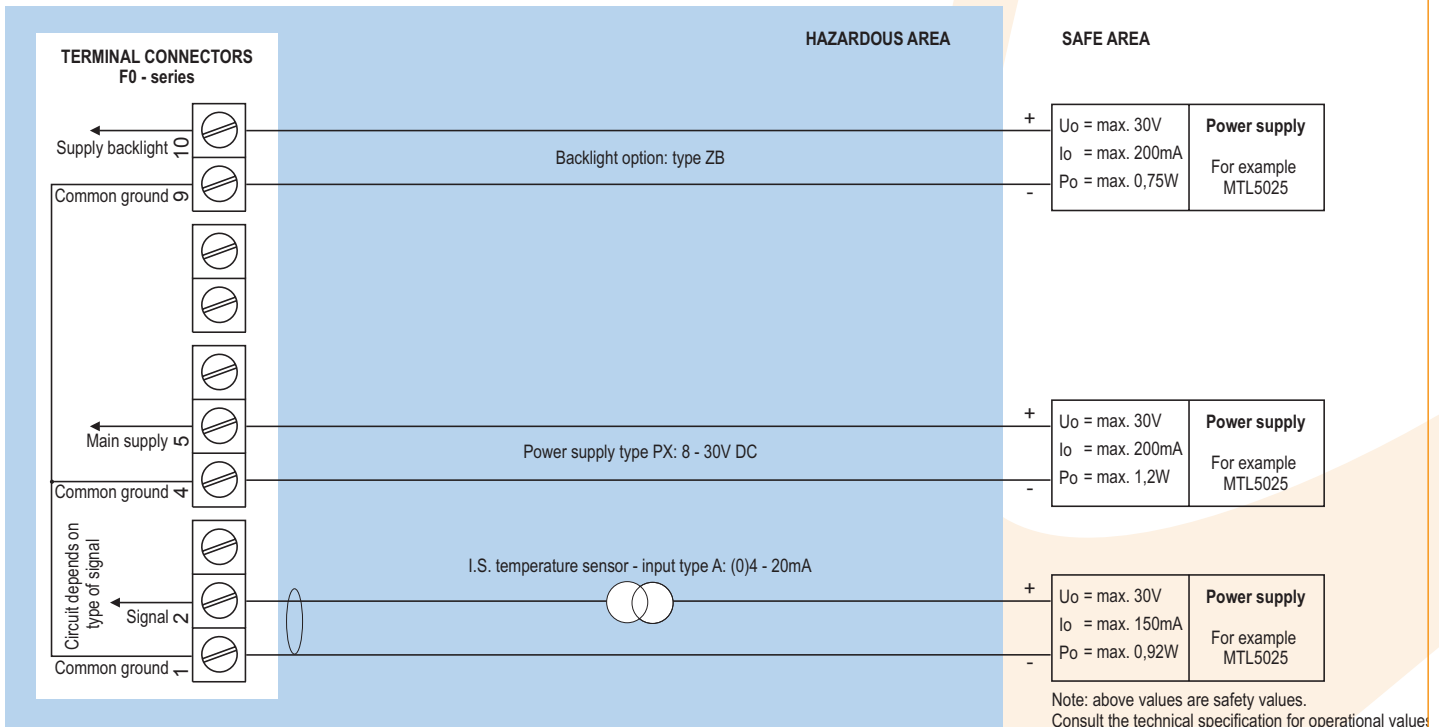 HAZARDOUS AREA
SAFE AREA
TERMINAL CONNECTORS
F0 - series
Supply backlight
10
Common ground
9
Backlight option: type ZB
+
-
Uo = max. 30V
Io = max. 200mA
Po = max. 0,75W
Power supply
For example
MTL5025
Main supply
5
Common ground
4
Power supply type PX: 8 - 30V DC
+
-
Uo = max. 30V
Io = max. 200mA
Po = max. 1,2W
Power supply
For example
MTL5025
Circuit depends on
type of signal
Signal
2
Common ground
1
I.S. temperature sensor - input type A: (0)4 - 20mA
+
-
Uo = max. 30V
Io = max. 150mA
Po = max. 0,92W
Power supply
For example
MTL5025
Note: above values are safety values.
Consult the technical specification for operational values